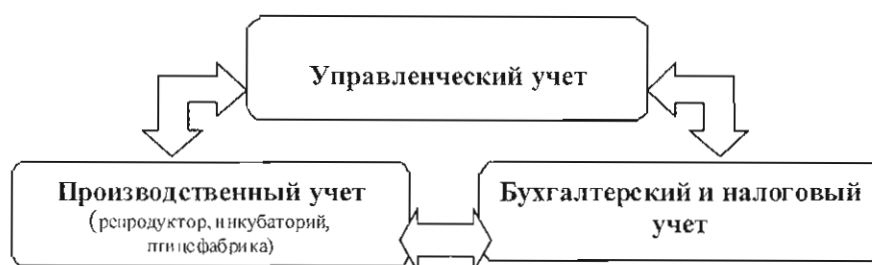 Управленческий учет
Производственный учет
(репродуктор, инкубаторий,
птицефабрика)
Бухгалтерский и налоговый
учет